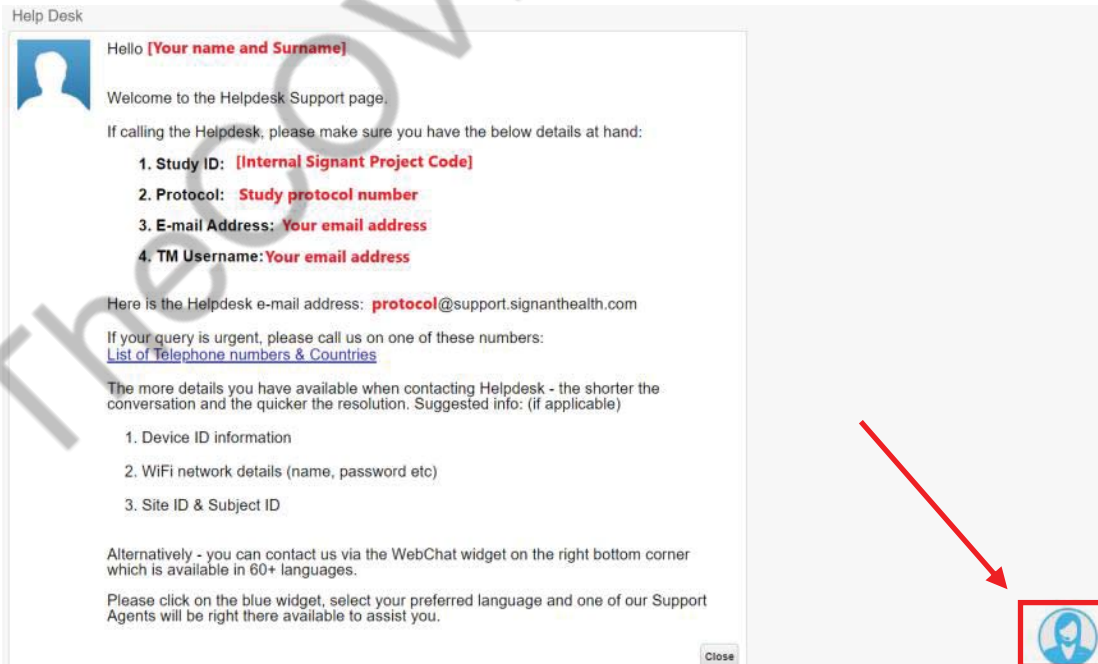 Help Desk
Hello [Your name and Surname]
Welcome to the Helpdesk Support page.
If calling the Helpdesk, please make sure you have the below details at hand:
1. Study ID: [Internal Signant Project Code]
2. Protocol: Study protocol number
3. E-mail Address: Your email address
4. TM Username: Your email address
Here is the Helpdesk e-mail address: protocol@support.signanthealth.com
If your query is urgent, please call us on one of these numbers:
List of Telephone numbers & Countries
The more details you have available when contacting Helpdesk - the shorter the
conversation and the quicker the resolution. Suggested info: (if applicable)
1. Device ID information
2. WiFi network details (name, password etc)
3. Site ID & Subject ID
Alternatively - you can contact us via the WebChat widget on the right bottom corner
which is available in 60+ languages.
Please click on the blue widget, select your preferred language and one of our Support
Agents will be right there available to assist you.
Close